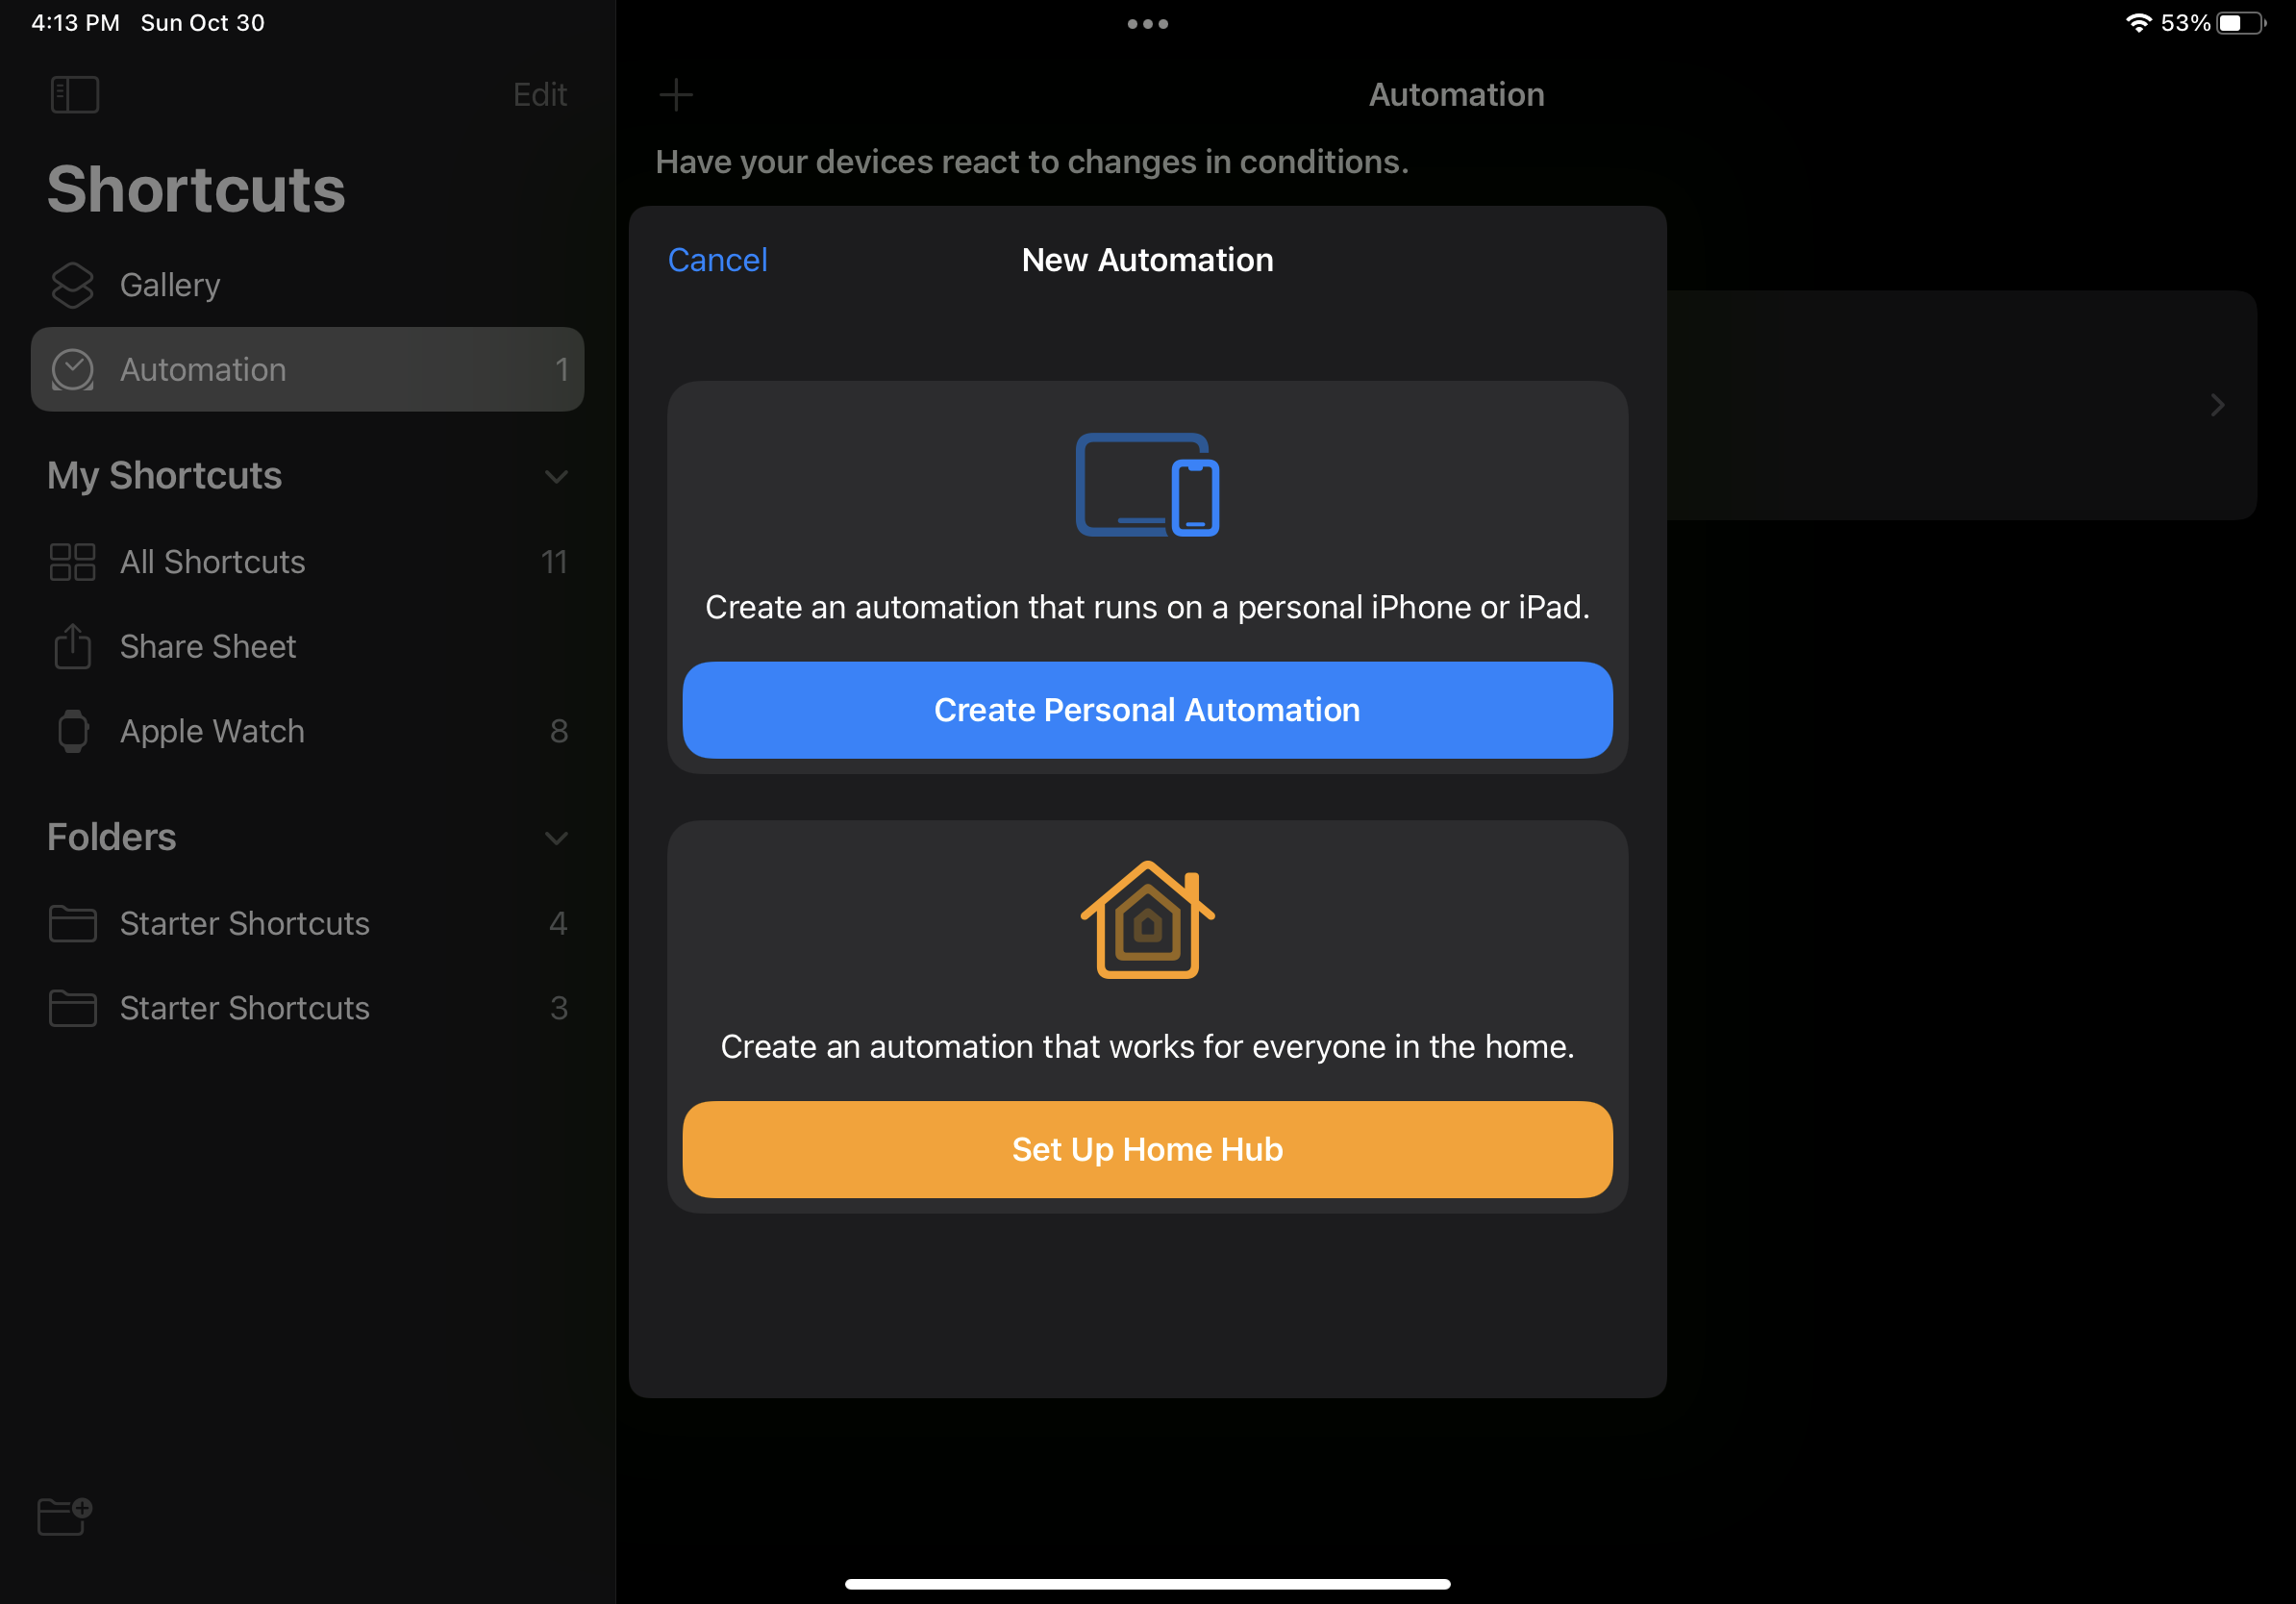 4:13 PM Sun Oct 30
53%
Edit
Shortcuts
Gallery
Automation 1
My Shortcuts
All Shortcuts 11
Share Sheet
Apple Watch 8
Folders
Starter Shortcuts 4
Starter Shortcuts 3
Automation
Have your devices react to changes in conditions.
Cancel
New Automation
Create an automation that runs on a personal iPhone or iPad.
Create Personal Automation
Create an automation that works for everyone in the home.
Set Up Home Hub